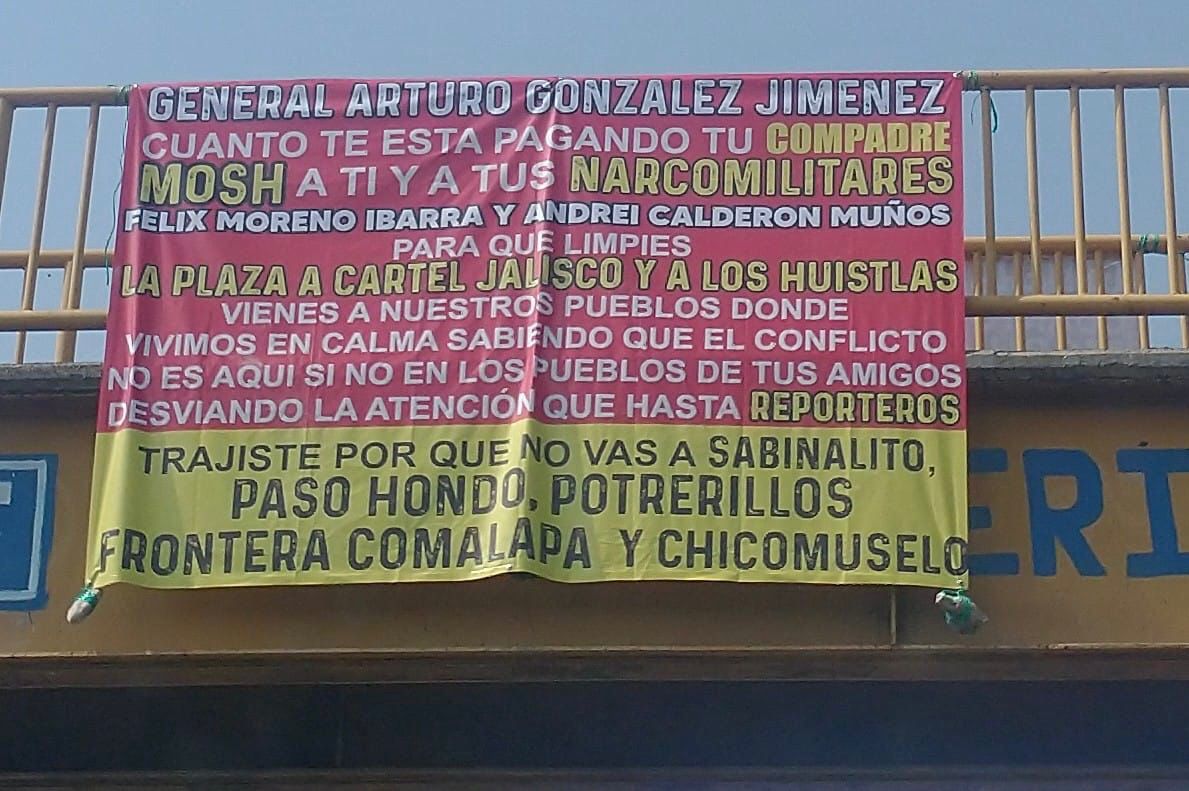 GENERAL ARTURO GONZALEZ JIMENEZ
CUANTO TE ESTA PAGANDO TU COMPADRE
MOSH A TI Y A TUS NARCOMILITARES
FELIX MORENO IBARRA Y ANDREI CALDERON MUÑOS
PARA QUE LIMPIES
LA PLAZA A CARTEL JALISCO Y A LOS HUISTLAS
VIENES A NUESTROS PUEBLOS DONDE
VIVIMOS EN CALMA SABIENDO QUE EL CONFLICTO
NO ES AQUI SI NO EN LOS PUEBLOS DE TUS AMIGOS
DESVIANDO LA ATENCIÓN QUE HASTA REPORTEROS
TRAJISTE POR QUE NO VAS A SABINALITO,
PASO HONDO, POTRERILLOS
FRONTERA COMALAPA Y CHICOMUSELO
ERI